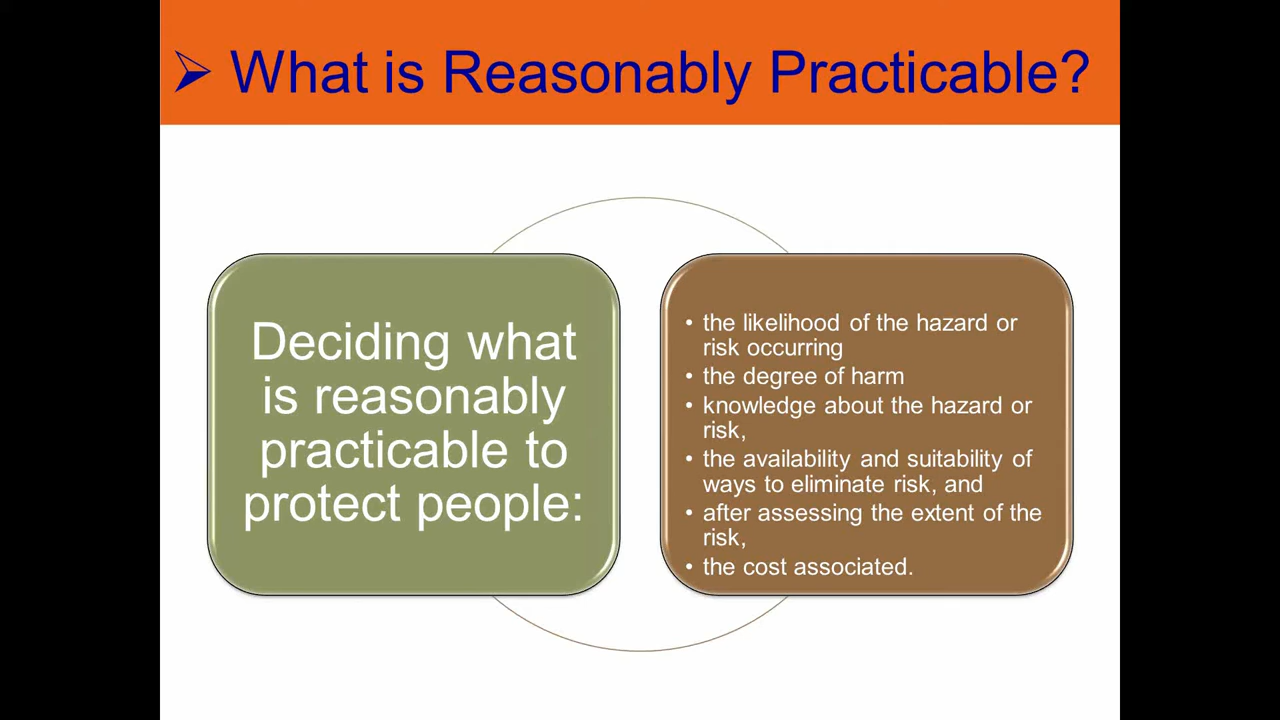 ➢ What is Reasonably Practicable?
Deciding what
is reasonably
practicable to
protect people:
• the likelihood of the hazard or
risk occurring
• the degree of harm
• knowledge about the hazard or
risk,
• the availability and suitability of
ways to eliminate risk, and
• after assessing the extent of the
risk,
• the cost associated.